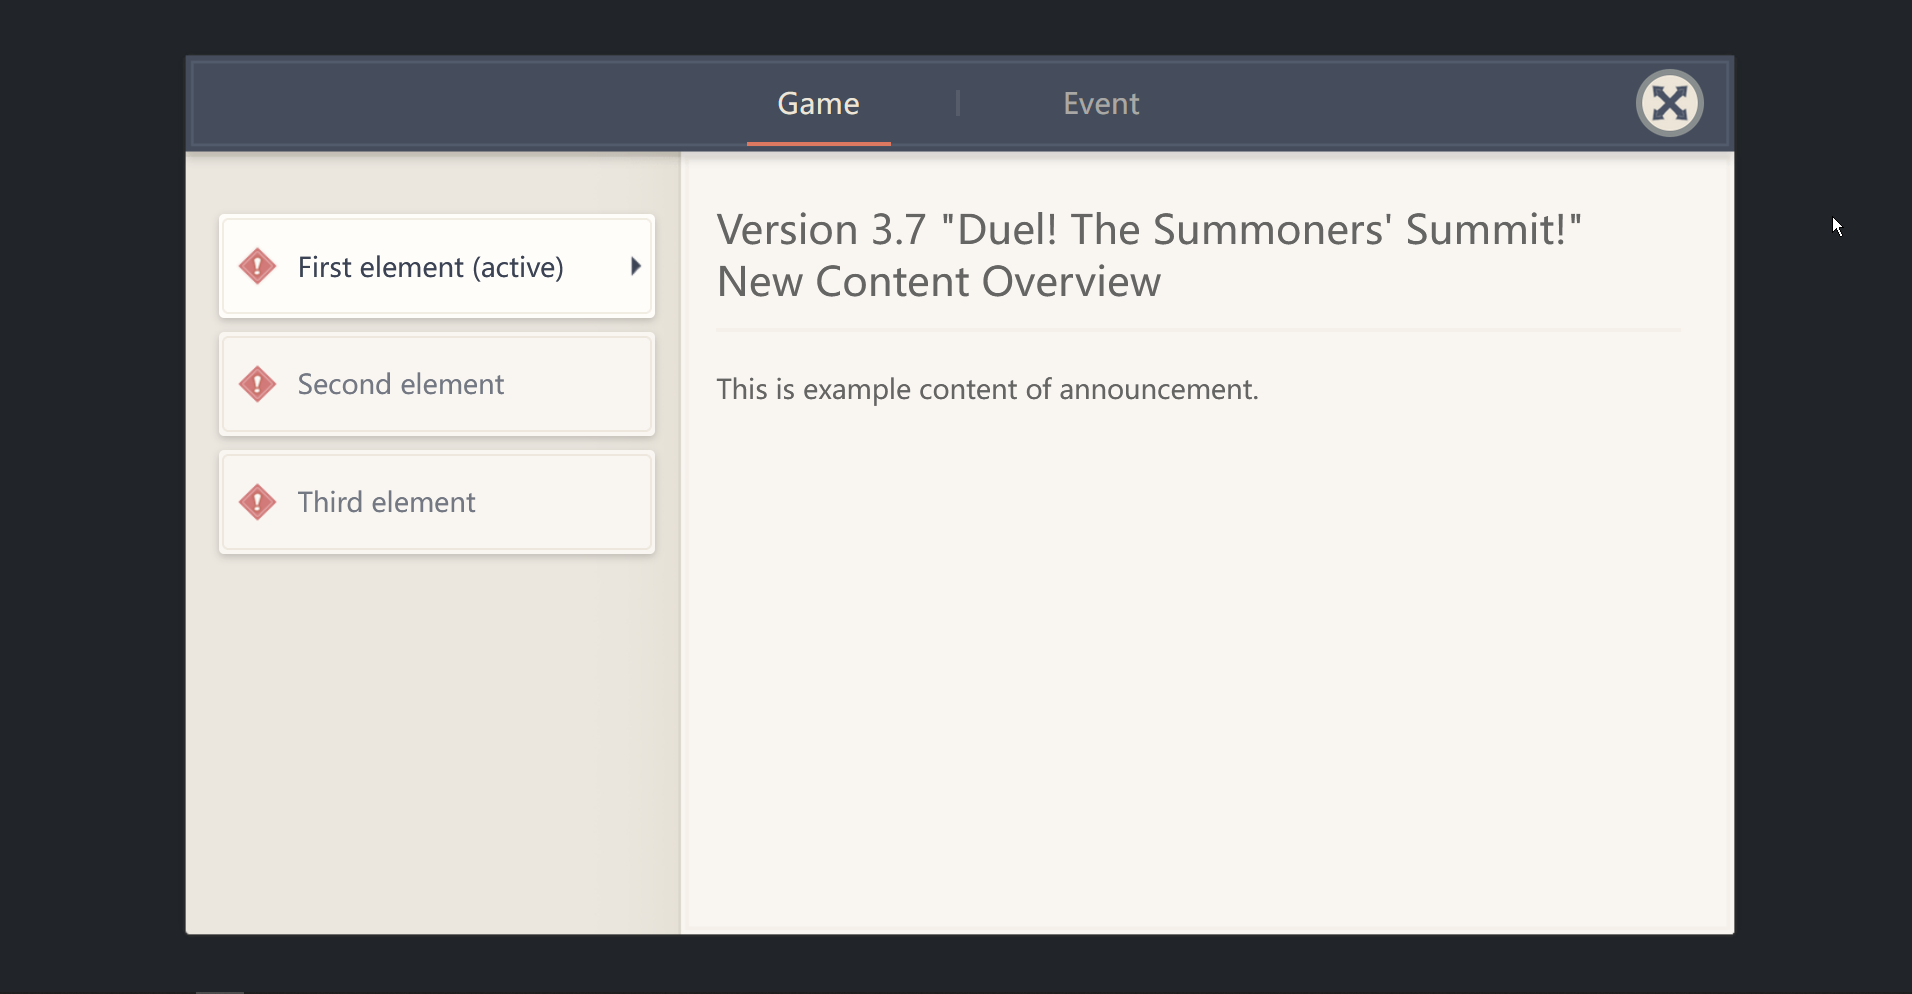 Game
Event
First element (active)
Second element
Third element
Version 3.7 "Duel! The Summoners' Summit!"
New Content Overview
This is example content of announcement.